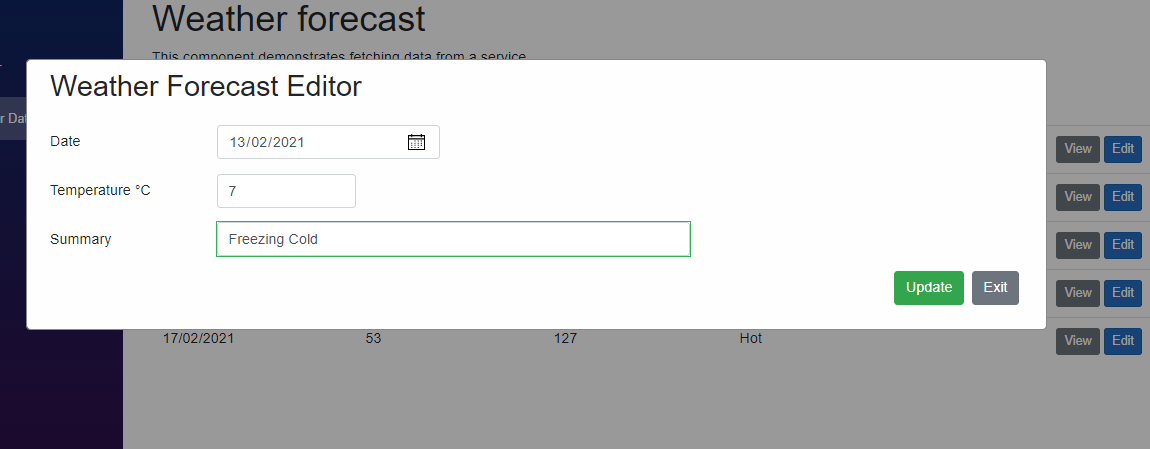 Weather forecast
This component demonstrates fetching data from a service
Weather Forecast Editor
r Dat
Date 13/02/2021
View Edit
Temperature °C 7
View Edit
Summary Freezing Cold
View Edit
Update Exit
View Edit
17/02/2021 53 127 Hot View Edit